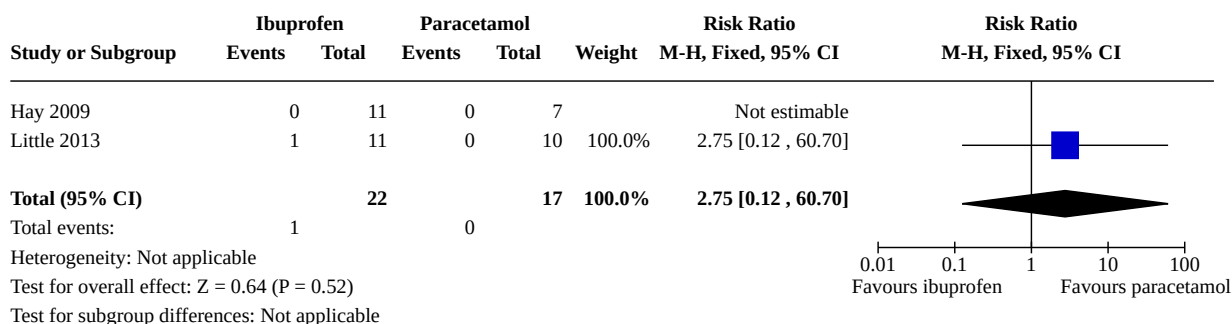 Ibuprofen Paracetamol Risk Ratio Risk Ratio
Study or Subgroup Events Total Events Total Weight M-H, Fixed, 95% CI M-H, Fixed, 95% CI
Hay 2009 0 11 0 7 Not estimable
Little 2013 1 11 0 10 100.0% 2.75 [0.12 , 60.70]
Total (95% CI) 22 17 100.0% 2.75 [0.12 , 60.70]
Total events: 1 0
Heterogeneity: Not applicable
0.01 0.1 1 10 100
Test for overall effect: Z = 0.64 (P = 0.52) Favours ibuprofen Favours paracetamol
Test for subgroup differences: Not applicable